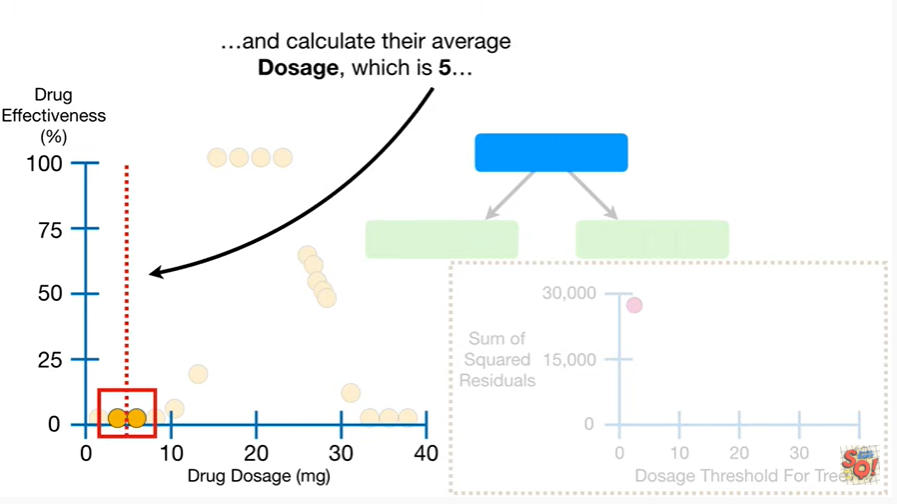 …and calculate their average
Dosage, which is 5…
Drug
Effectiveness
(%)
100
75
50
25
0
0
10
20
30
40
Drug Dosage (mg)
30,000
Sum of
Squared
Residuals
15,000
0
0
10
20
30
Dosage Threshold For Tree
SQ!